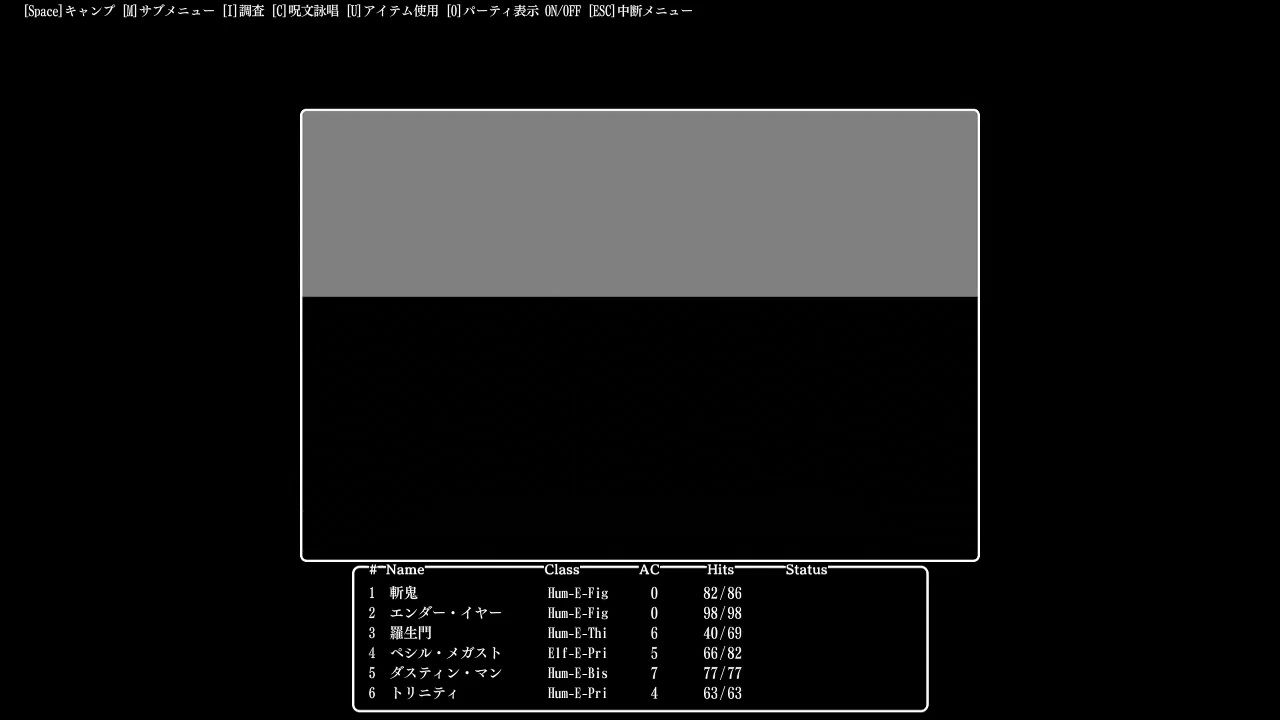 [Space]キャンプ [M]サブメニュー [I]調査 [C]呪文詠唱 [U]アイテム使用 [O]パーティ表示 ON/OFF [ESC]中断メニュー
# Name Class AC Hits Status
1 斬鬼 Hum-E-Fig 0 82/86
2 エンダー・イヤー Hum-E-Fig 0 98/98
3 羅生門 Hum-E-Thi 6 40/69
4 ペシル・メガスト Elf-E-Pri 5 66/82
5 ダスティン・マン Hum-E-Bis 7 77/77
6 トリニティ Hum-E-Pri 4 63/63